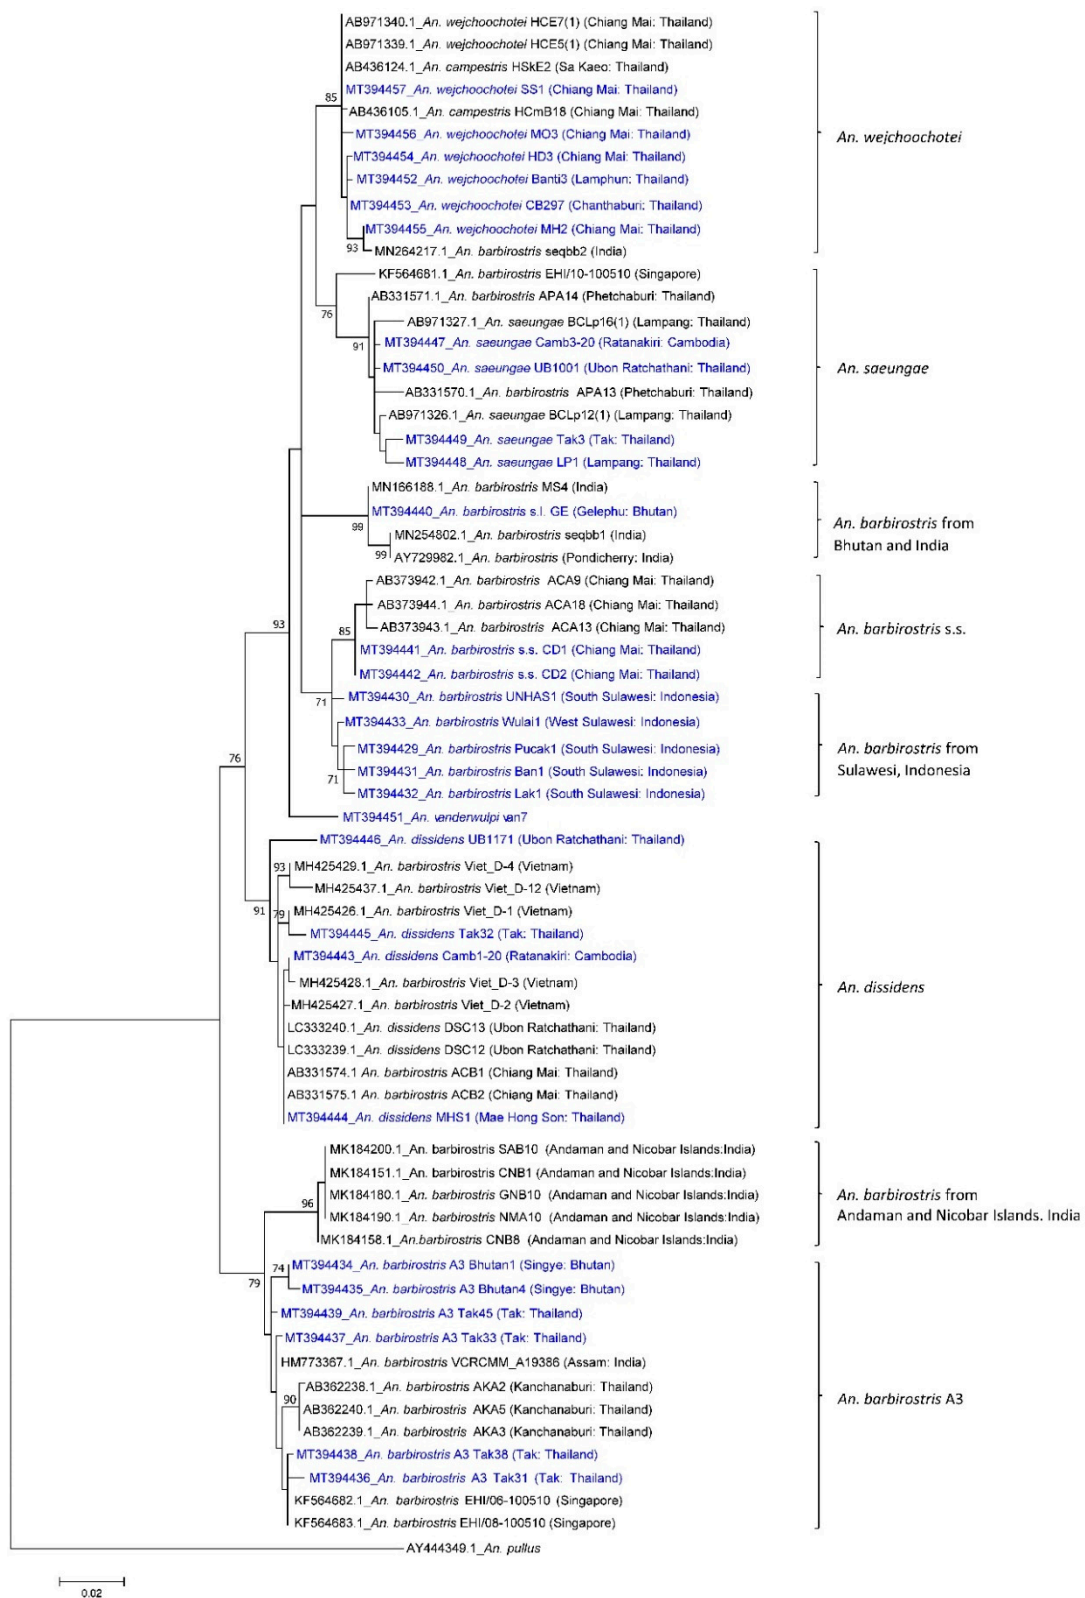 AB971340.1_An. wejchoochotei HCE7(1) (Chiang Mai: Thailand)
AB971339.1_An. wejchoochotei HCE5(1) (Chiang Mai: Thailand)
AB436124.1_An. campestris HSkE2 (Sa Kaeo: Thailand)
MT394457_An. wejchoochotei SS1 (Chiang Mai: Thailand)
85
AB436105.1_An. campestris HCmB18 (Chiang Mai: Thailand)
MT394456_An. wejchoochotei MO3 (Chiang Mai: Thailand)
An. wejchoochotei
MT394454_An. wejchoochotei HD3 (Chiang Mai: Thailand)
MT394452_An. wejchoochotei Banti3 (Lamphun: Thailand)
MT394453_An. wejchoochotei CB297 (Chanthaburi: Thailand)
MT394455_An. wejchoochotei MH2 (Chiang Mai: Thailand)
93
MN264217.1_An. barbirostris seqbb2 (India)
KF564681.1_An. barbirostris EHI/10-100510 (Singapore)
AB331571.1_An. barbirostris APA14 (Phetchaburi: Thailand)
76
AB971327.1_An. saeungae BCLp16(1) (Lampang: Thailand)
MT394447_An. saeungae Camb3-20 (Ratanakiri: Cambodia)
91
MT394450_An. saeungae UB1001 (Ubon Ratchathani: Thailand)
An. saeungae
AB331570.1_An. barbirostris APA13 (Phetchaburi: Thailand)
AB971326.1_An. saeungae BCLp12(1) (Lampang: Thailand)
MT394449_An. saeungae Tak3 (Tak: Thailand)
MT394448_An. saeungae LP1 (Lampang: Thailand)
MN166188.1_An. barbirostris MS4 (India)
MT394440_An. barbirostris s.l. GE (Gelephu: Bhutan)
99
An. barbirostris from
Bhutan and India
MN254802.1_An. barbirostris seqbb1 (India)
99
AY729982.1_An. barbirostris (Pondicherry: India)
AB373942.1_An. barbirostris ACA9 (Chiang Mai: Thailand)
AB373944.1_An. barbirostris ACA18 (Chiang Mai: Thailand)
93
85
AB373943.1_An. barbirostris ACA13 (Chiang Mai: Thailand)
An. barbirostris s.s.
MT394441_An. barbirostris s.s. CD1 (Chiang Mai: Thailand)
MT394442_An. barbirostris s.s. CD2 (Chiang Mai: Thailand)
71
MT394430_An. barbirostris UNHAS1 (South Sulawesi: Indonesia)
MT394433_An. barbirostris Wulai1 (West Sulawesi: Indonesia)
MT394429_An. barbirostris Pucak1 (South Sulawesi: Indonesia)
An. barbirostris from
Sulawesi, Indonesia
76
MT394431_An. barbirostris Ban1 (South Sulawesi: Indonesia)
71
MT394432_An. barbirostris Lak1 (South Sulawesi: Indonesia)
MT394451_An. vanderwulpi van7
MT394446_An. dissidens UB1171 (Ubon Ratchathani: Thailand)
93
MH425429.1_An. barbirostris Viet_D-4 (Vietnam)
MH425437.1_An. barbirostris Viet_D-12 (Vietnam)
91
79
MH425426.1_An. barbirostris Viet_D-1 (Vietnam)
MT394445_An. dissidens Tak32 (Tak: Thailand)
MT394443_An. dissidens Camb1-20 (Ratanakiri: Cambodia)
MH425428.1_An. barbirostris Viet_D-3 (Vietnam)
An. dissidens
MH425427.1_An. barbirostris Viet_D-2 (Vietnam)
LC333240.1_An. dissidens DSC13 (Ubon Ratchathani: Thailand)
LC333239.1_An. dissidens DSC12 (Ubon Ratchathani: Thailand)
AB331574.1 An. barbirostris ACB1 (Chiang Mai: Thailand)
AB331575.1 An. barbirostris ACB2 (Chiang Mai: Thailand)
MT394444_An. dissidens MHS1 (Mae Hong Son: Thailand)
MK184200.1_An. barbirostris SAB10 (Andaman and Nicobar Islands:India)
MK184151.1_An. barbirostris CNB1 (Andaman and Nicobar Islands:India)
MK184180.1_An. barbirostris GNB10 (Andaman and Nicobar Islands:India)
An. barbirostris from
Andaman and Nicobar Islands. India
96
MK184190.1_An. barbirostris NMA10 (Andaman and Nicobar Islands:India)
MK184158.1_An.barbirostris CNB8 (Andaman and Nicobar Islands:India)
74
MT394434_An. barbirostris A3 Bhutan1 (Singye: Bhutan)
79
MT394435_An. barbirostris A3 Bhutan4 (Singye: Bhutan)
MT394439_An. barbirostris A3 Tak45 (Tak: Thailand)
MT394437_An. barbirostris A3 Tak33 (Tak: Thailand)
HM773367.1_An. barbirostris VCRCMM_A19386 (Assam: India)
AB362238.1_An. barbirostris AKA2 (Kanchanaburi: Thailand)
90
An. barbirostris A3
AB362240.1_An. barbirostris AKA5 (Kanchanaburi: Thailand)
AB362239.1_An. barbirostris AKA3 (Kanchanaburi: Thailand)
MT394438_An. barbirostris A3 Tak38 (Tak: Thailand)
MT394436_An. barbirostris A3 Tak31 (Tak: Thailand)
KF564682.1_An. barbirostris EHI/06-100510 (Singapore)
KF564683.1_An. barbirostris EHI/08-100510 (Singapore)
AY444349.1_An. pullus
0.02